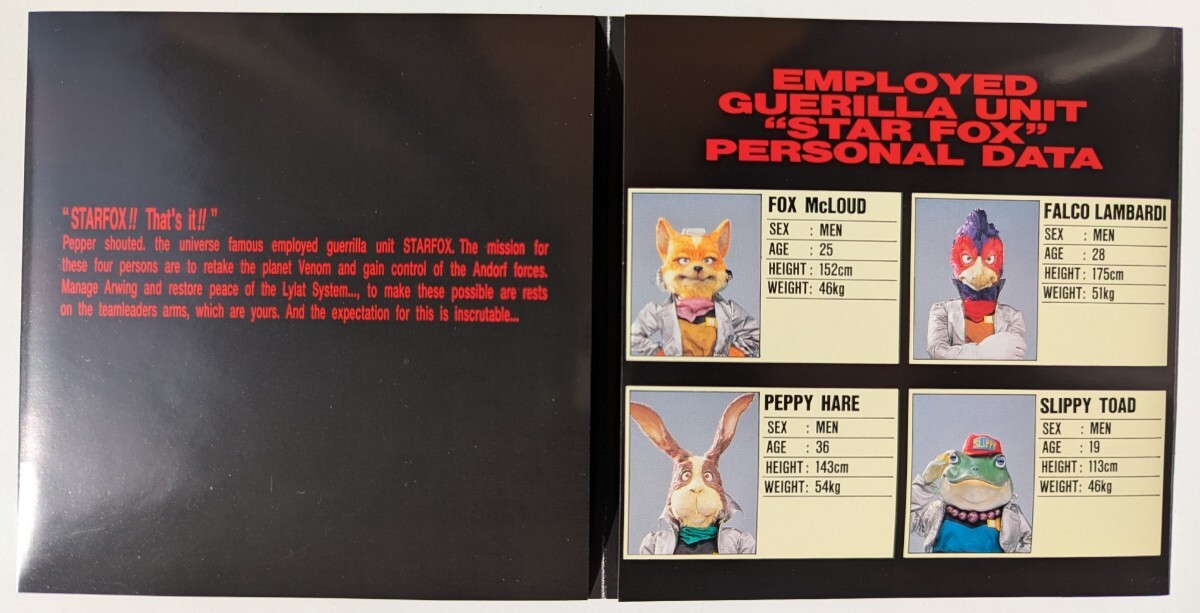 "STARFOX!! That's it!!"
Pepper shouted. the universe famous employed guerrilla unit STARFOX. The mission for
these four persons are to retake the planet Venom and gain control of the Andorf forces.
Manage Arwing and restore peace of the Lylat System..., to make these possible are rests
on the teamleaders arms, which are yours. And the expectation for this is inscrutable...
EMPLOYED
GUERILLA UNIT
“STAR FOX”
PERSONAL DATA
FOX McLOUD
SEX : MEN
AGE : 25
HEIGHT : 152cm
WEIGHT: 46kg
FALCO LAMBARDI
SEX : MEN
AGE : 28
HEIGHT : 175cm
WEIGHT: 51kg
PEPPY HARE
SEX : MEN
AGE : 36
HEIGHT: 143cm
WEIGHT: 54kg
SLIPPY TOAD
SEX : MEN
AGE : 19
HEIGHT : 113cm
WEIGHT: 46kg
SLIPPY